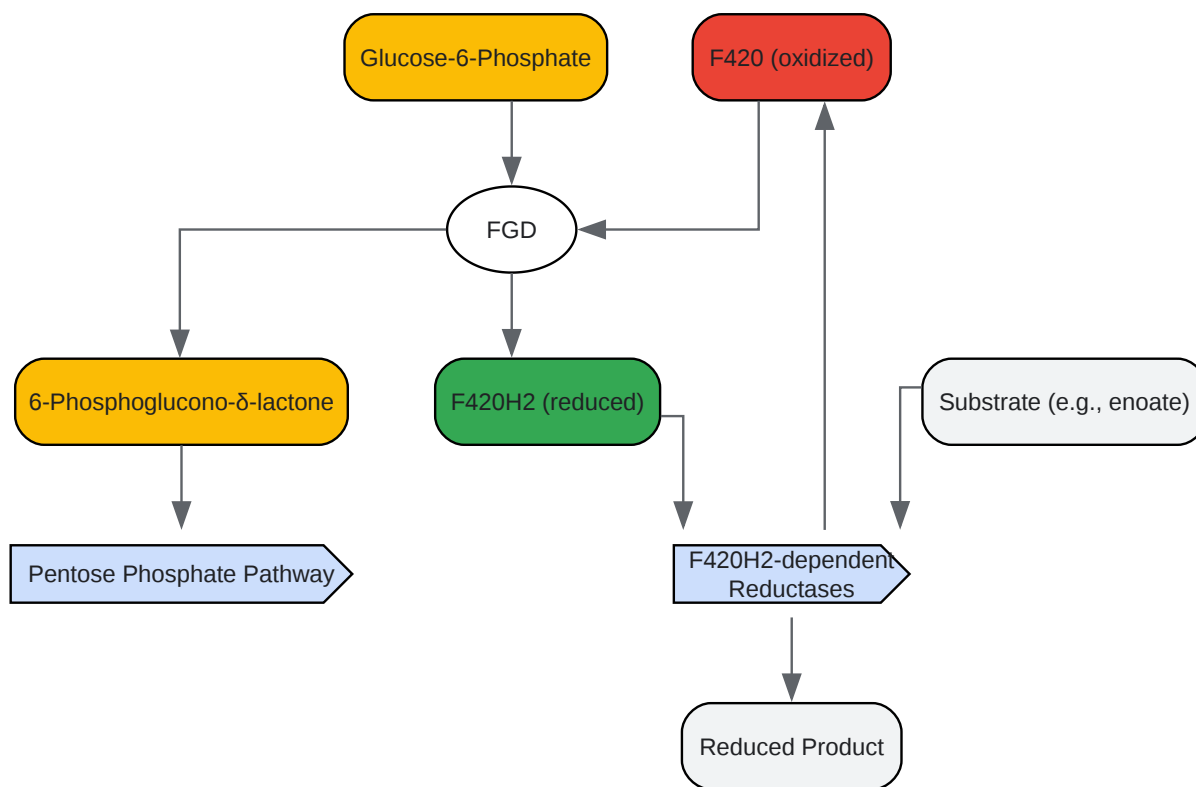 Glucose-6-Phosphate
F420 (oxidized)
FGD
6-Phosphoglucono-δ-lactone
F420H2 (reduced)
Substrate (e.g., enoate)
Pentose Phosphate Pathway
F420H2-dependent
Reductases
Reduced Product